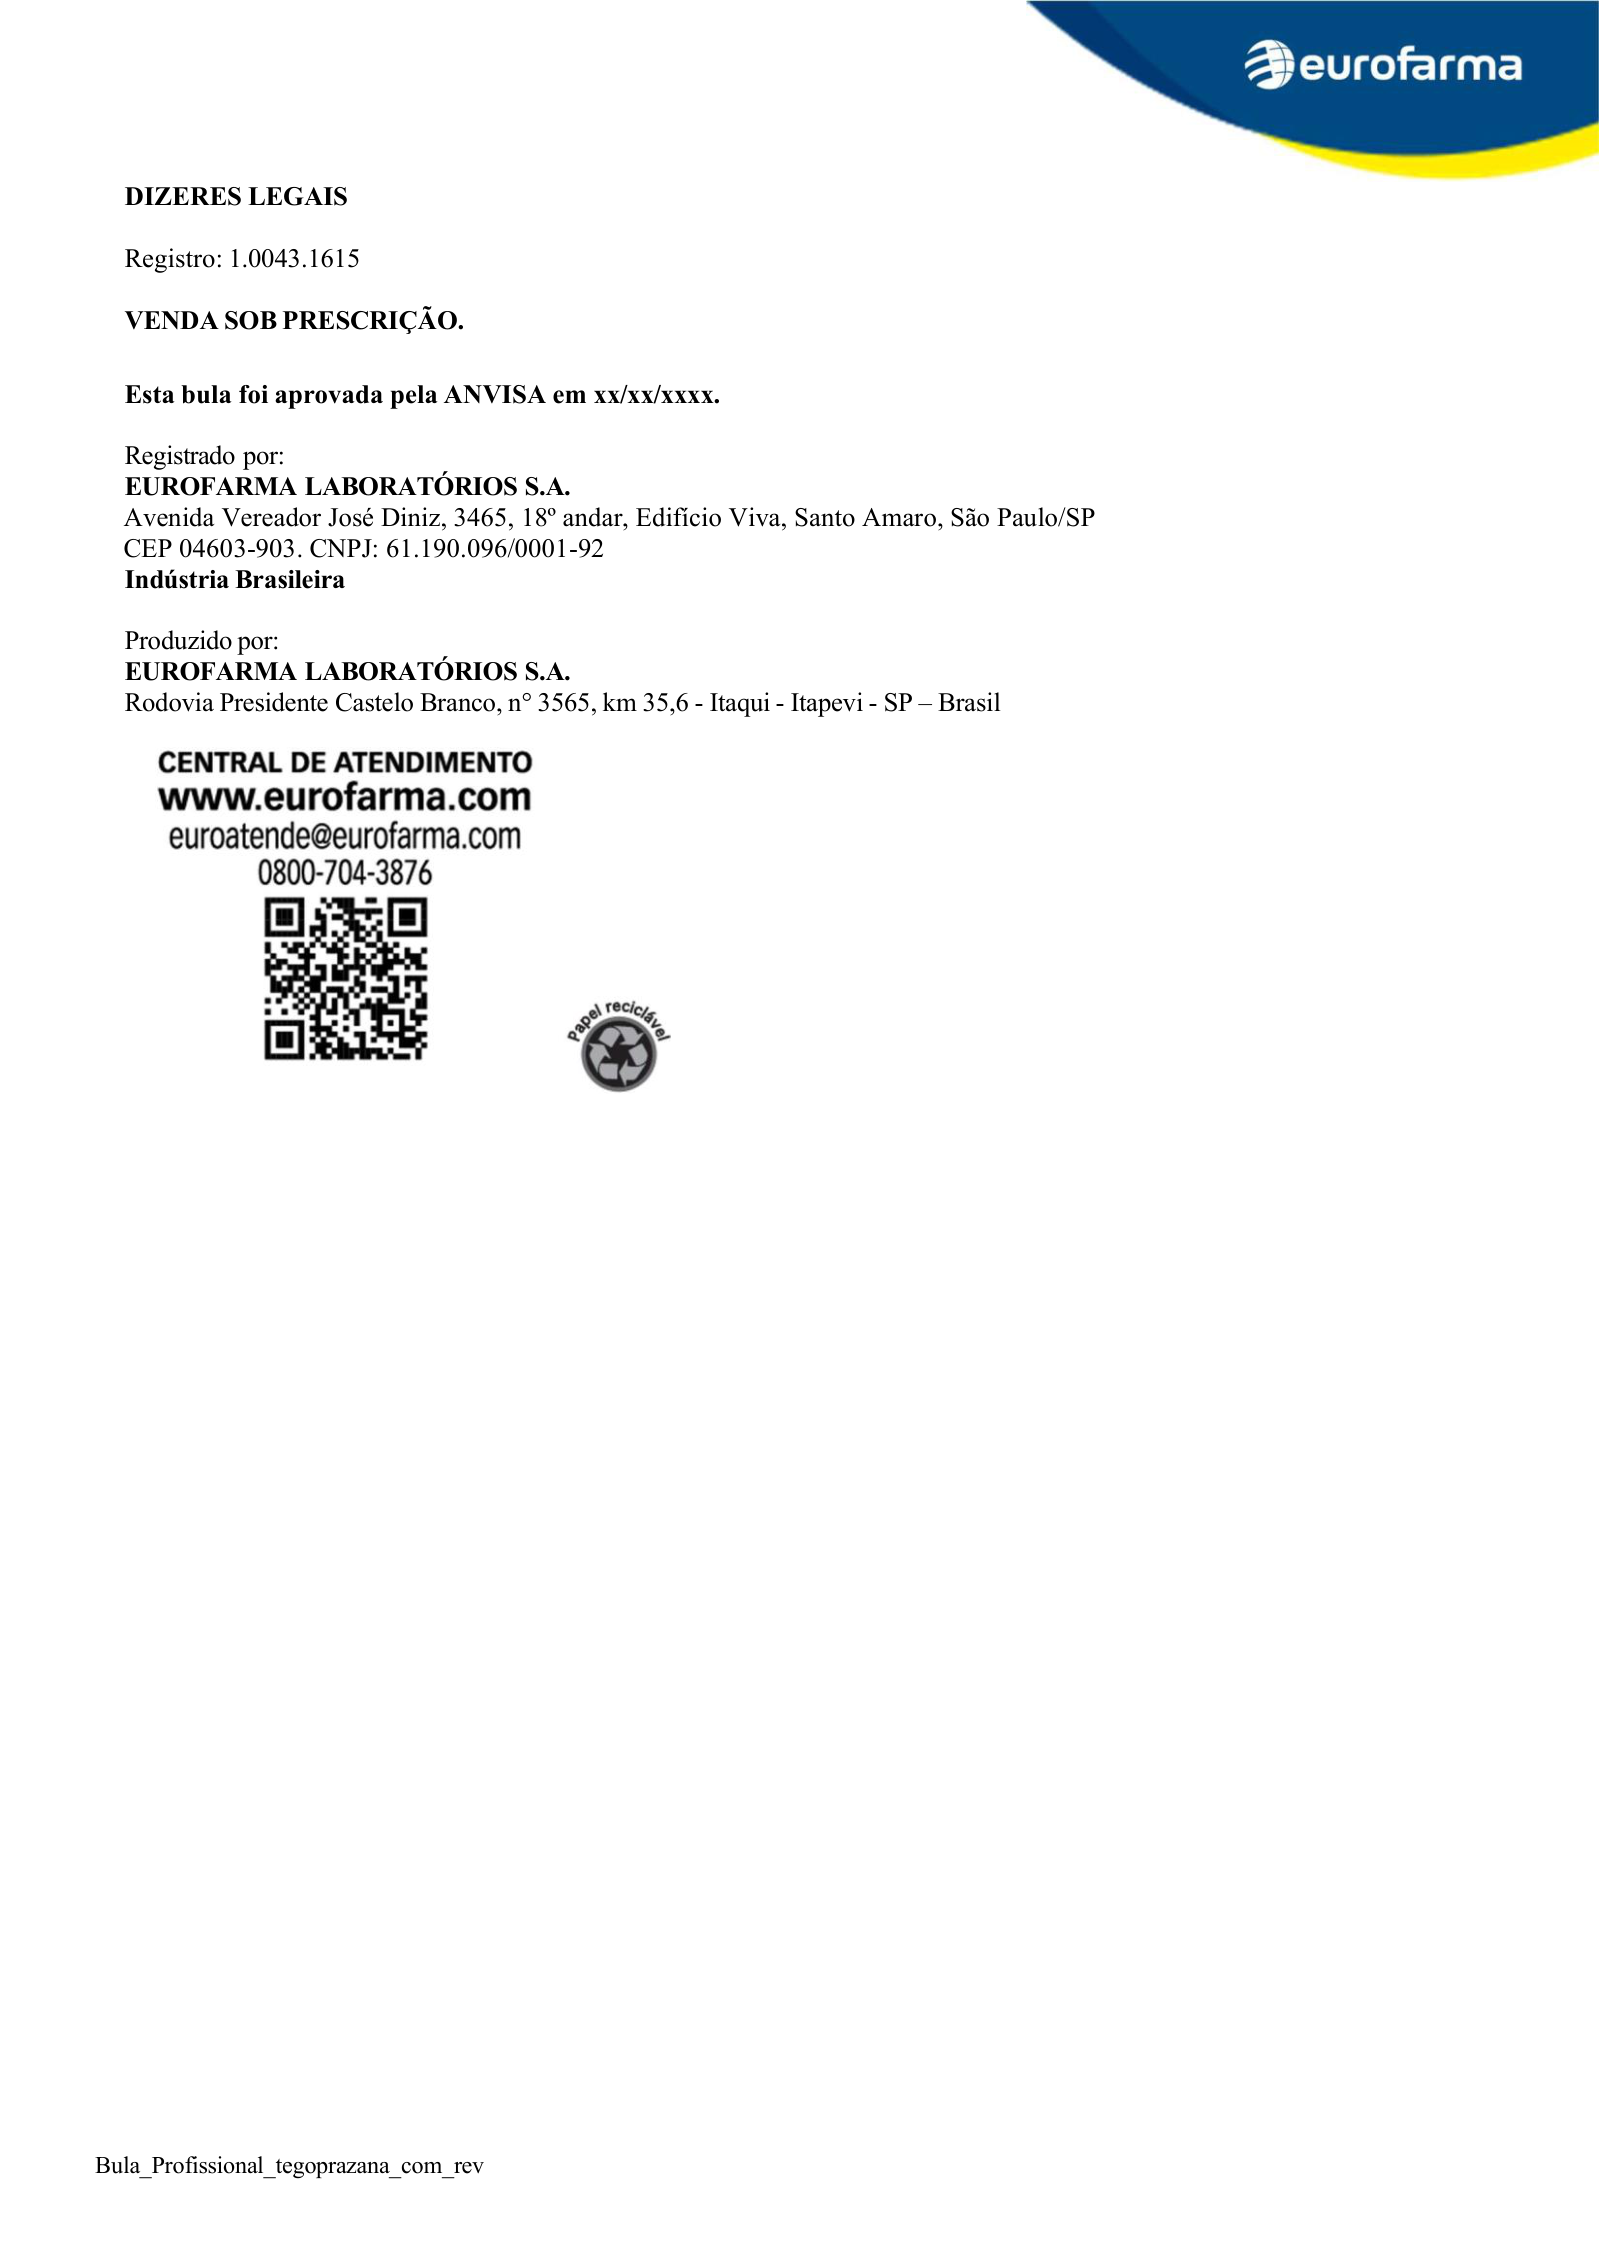 eurofarma
DIZERES LEGAIS
Registro: 1.0043.1615
VENDA SOB PRESCRIÇÃO.
Esta bula foi aprovada pela ANVISA em xx/xx/xxxx.
Registrado por:
EUROFARMA LABORATÓRIOS S.A.
Avenida Vereador José Diniz, 3465, 18º andar, Edifício Viva, Santo Amaro, São Paulo/SP
CEP 04603-903. CNPJ: 61.190.096/0001-92
Indústria Brasileira
Produzido por:
EUROFARMA LABORATÓRIOS S.A.
Rodovia Presidente Castelo Branco, n° 3565, km 35,6 - Itaqui - Itapevi - SP – Brasil
CENTRAL DE ATENDIMENTO
www.eurofarma.com
euroatende@eurofarma.com
0800-704-3876
Papel reciclável
Bula_Profissional_tegoprazana_com_rev